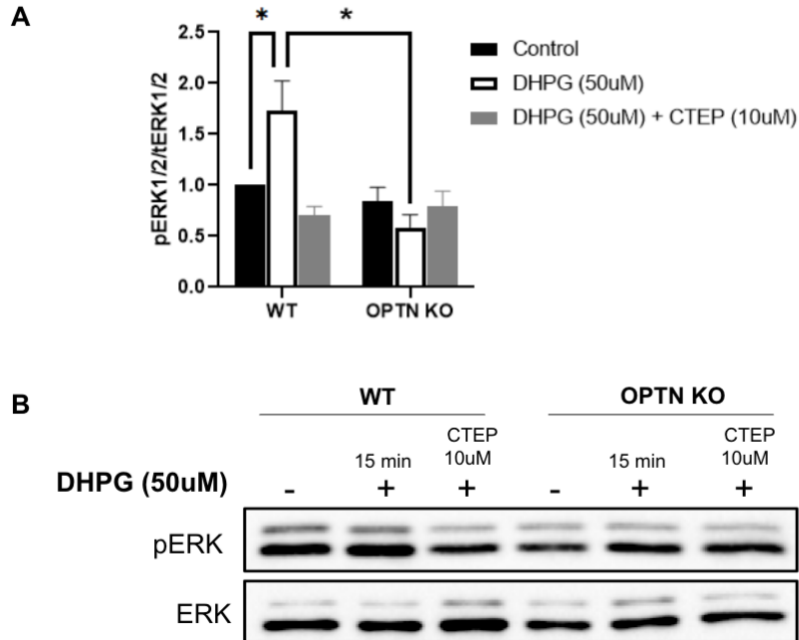 A
* *
2.5
2.0
1.5
1.0
0.5
0.0
pERK1/2/tERK1/2
WT OPTN KO
Control
DHPG (50uM)
DHPG (50uM) + CTEP (10uM)
B
WT OPTN KO
CTEP CTEP
15 min 10uM 15 min 10uM
DHPG (50uM) - + + - + +
pERK
ERK